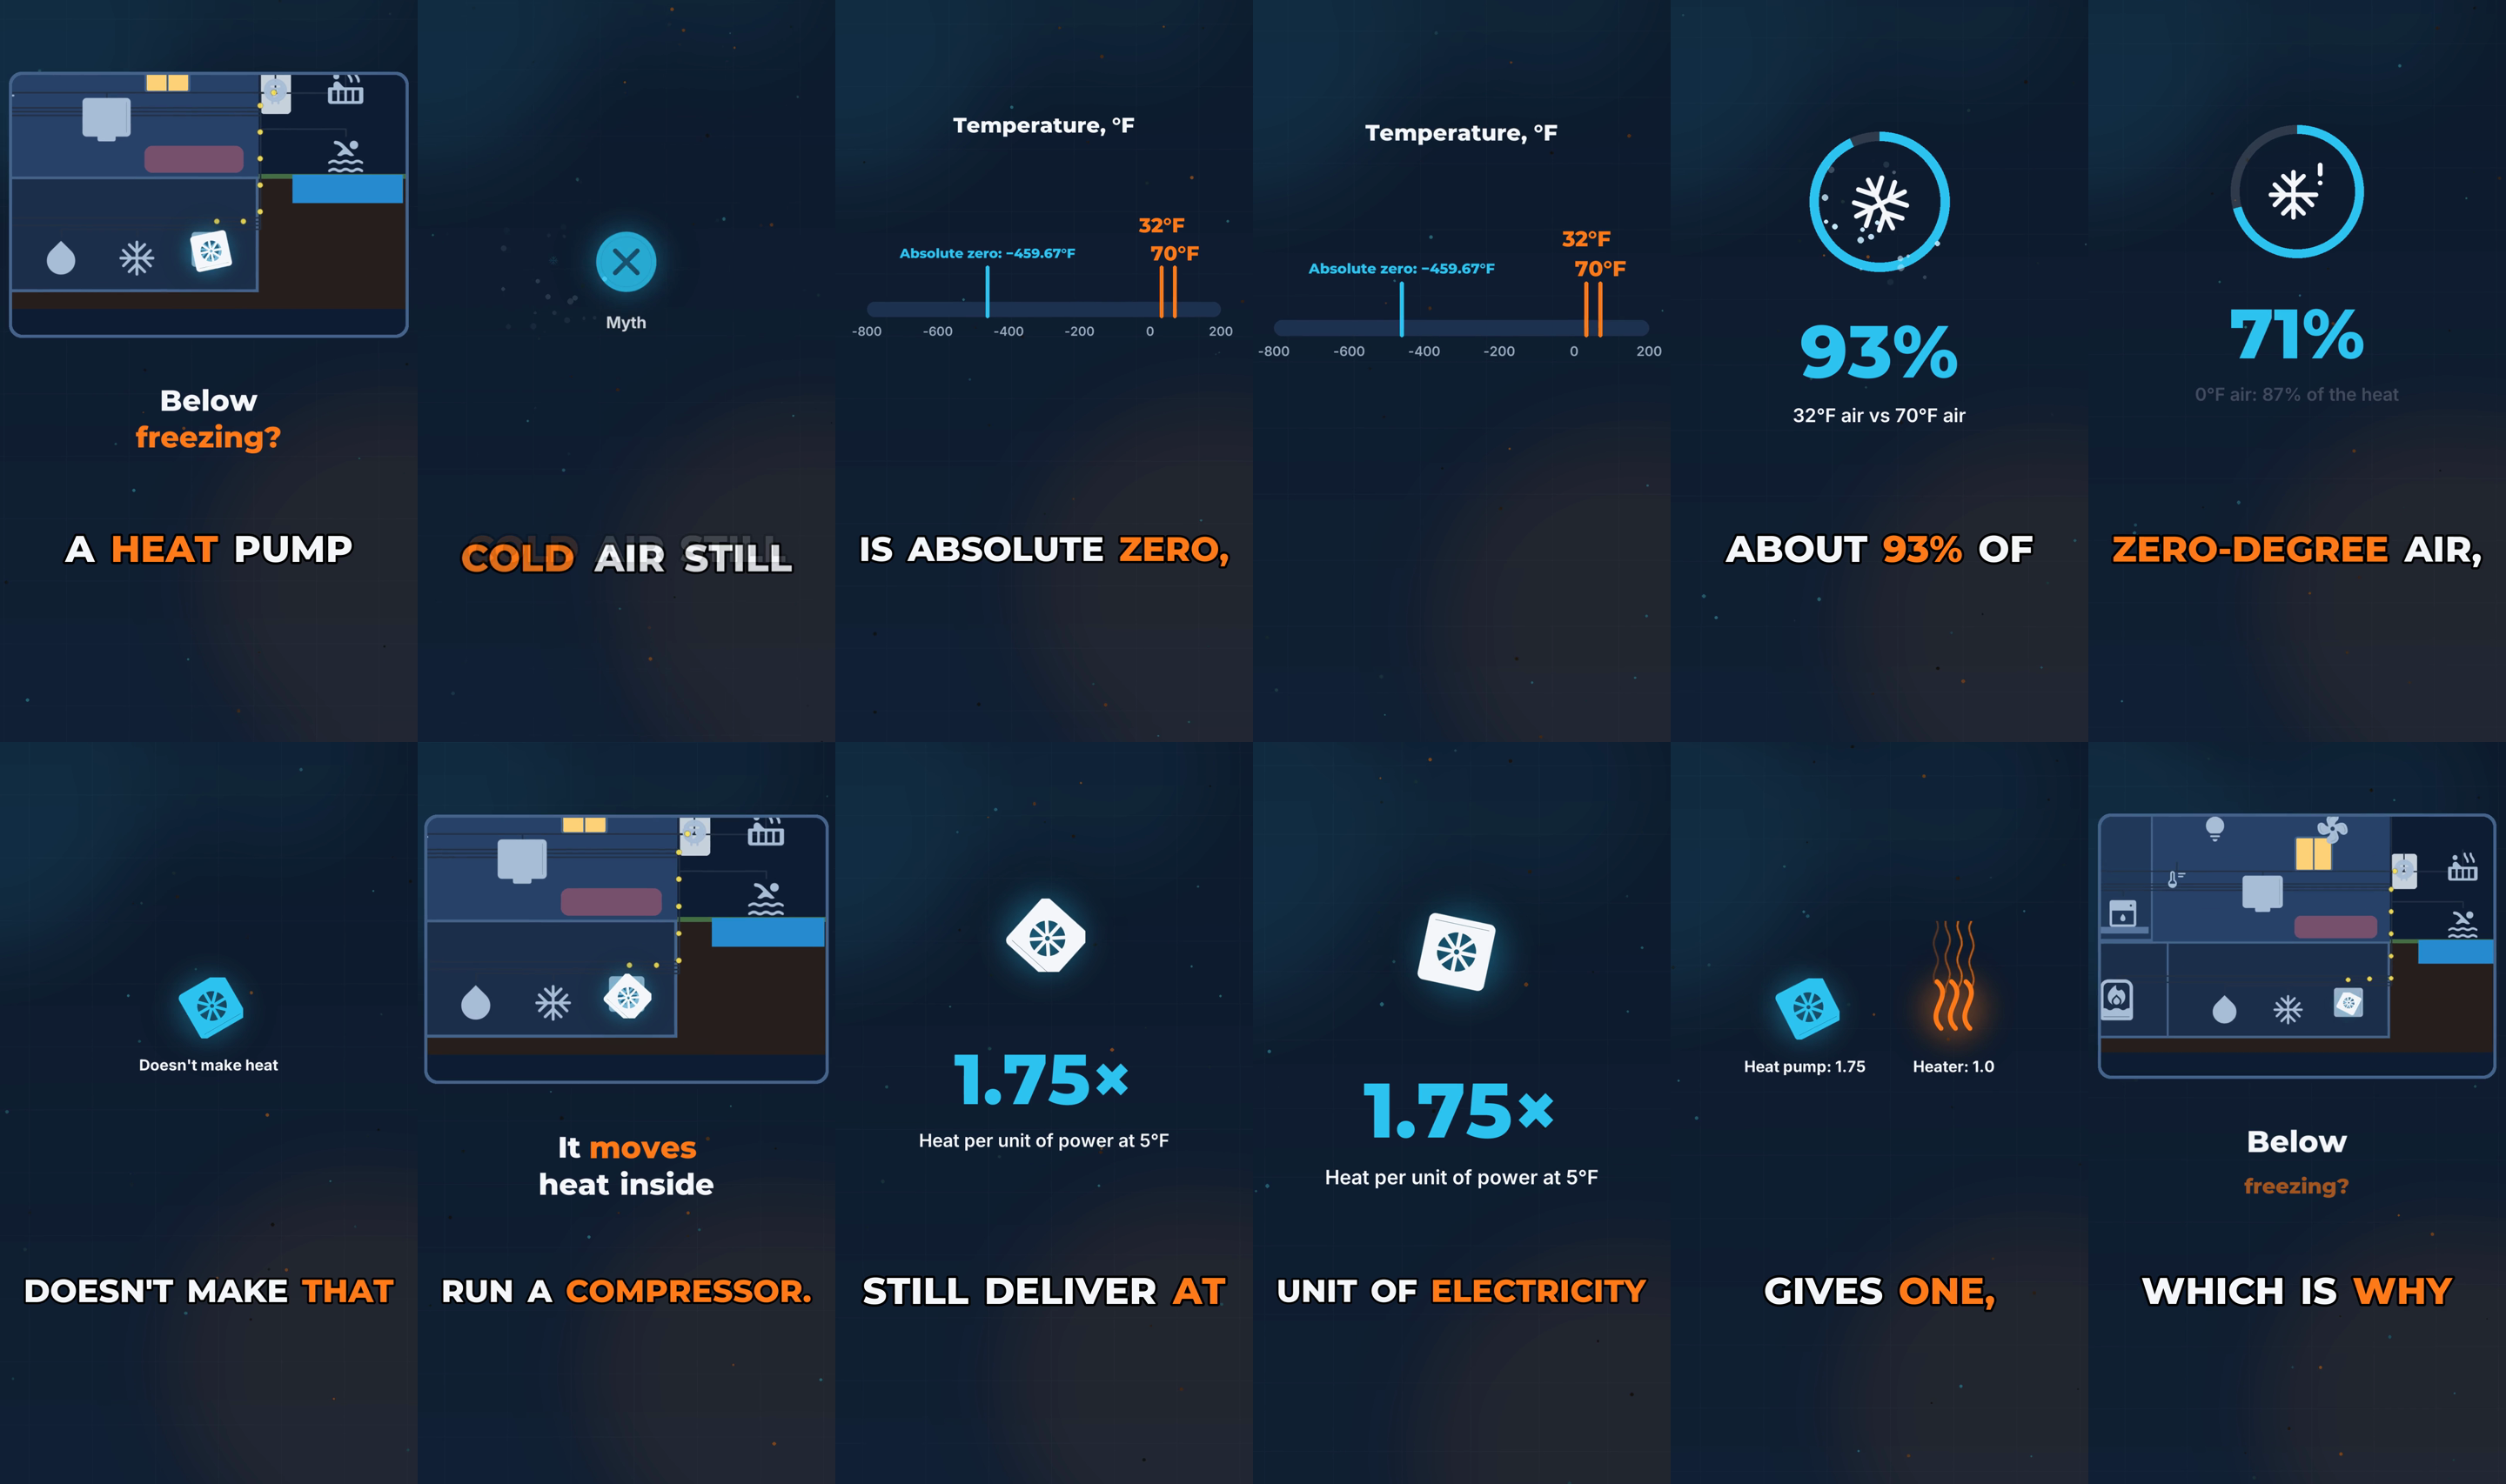 Below
freezing?
A HEAT PUMP
Myth
COLD AIR STILL
Temperature, °F
32°F
Absolute zero: −459.67°F
70°F
-800 -600 -400 -200 0 200
IS ABSOLUTE ZERO,
Temperature, °F
32°F
Absolute zero: −459.67°F
70°F
-800 -600 -400 -200 0 200
93%
32°F air vs 70°F air
ABOUT 93% OF
71%
0°F air: 87% of the heat
ZERO-DEGREE AIR,
Doesn't make heat
DOESN'T MAKE THAT
It moves
heat inside
RUN A COMPRESSOR.
1.75×
Heat per unit of power at 5°F
STILL DELIVER AT
1.75×
Heat per unit of power at 5°F
UNIT OF ELECTRICITY
Heat pump: 1.75 Heater: 1.0
GIVES ONE,
Below
freezing?
WHICH IS WHY